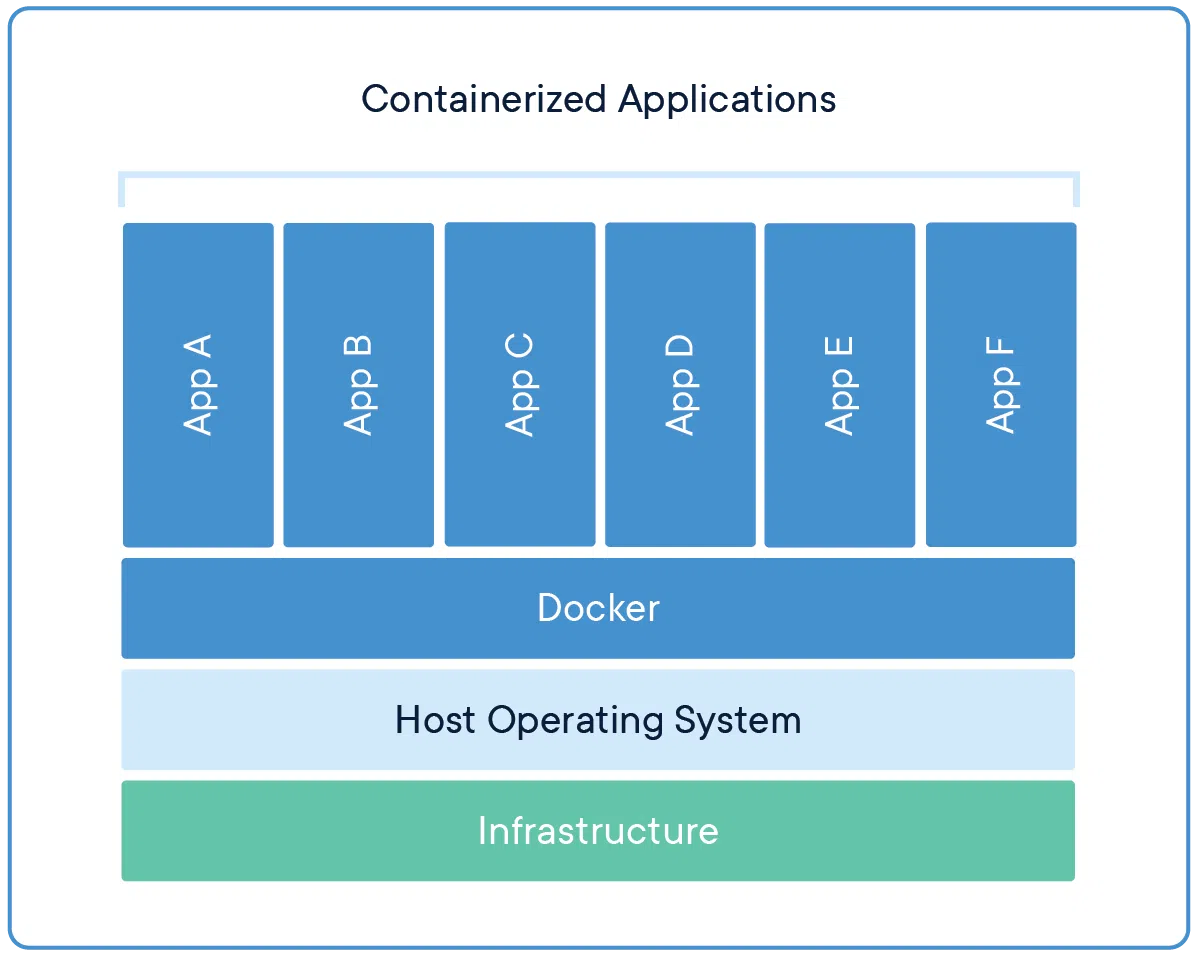 Containerized Applications
App A
App B
App C
App D
App E
App F
Docker
Host Operating System
Infrastructure